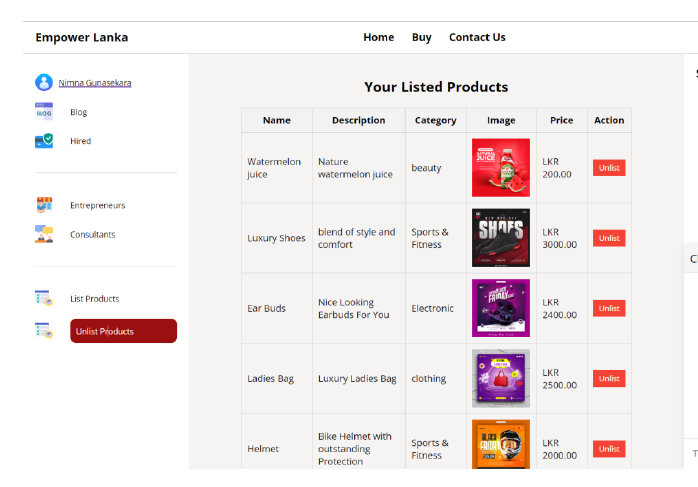 Empower Lanka
Home Buy Contact Us
Nimna Gunasekara
Blog
Hired
Entrepreneurs
Consultants
List Products
Unlist Products
Your Listed Products
Name Description Category Image Price Action
Watermelon
juice
Nature
watermelon juice
beauty
NATURAL
JUICE
LKR
200.00
Unlist
Luxury Shoes
blend of style and
comfort
Sports &
Fitness
SHOES
LKR
3000.00
Unlist
Ear Buds
Nice Looking
Earbuds For You
Electronic
FRIDAY
LKR
2400.00
Unlist
Ladies Bag
Luxury Ladies Bag
clothing
LKR
2500.00
Unlist
Helmet
Bike Helmet with
outstanding
Protection
Sports &
Fitness
BLACK
FRIDAY
LKR
2000.00
Unlist